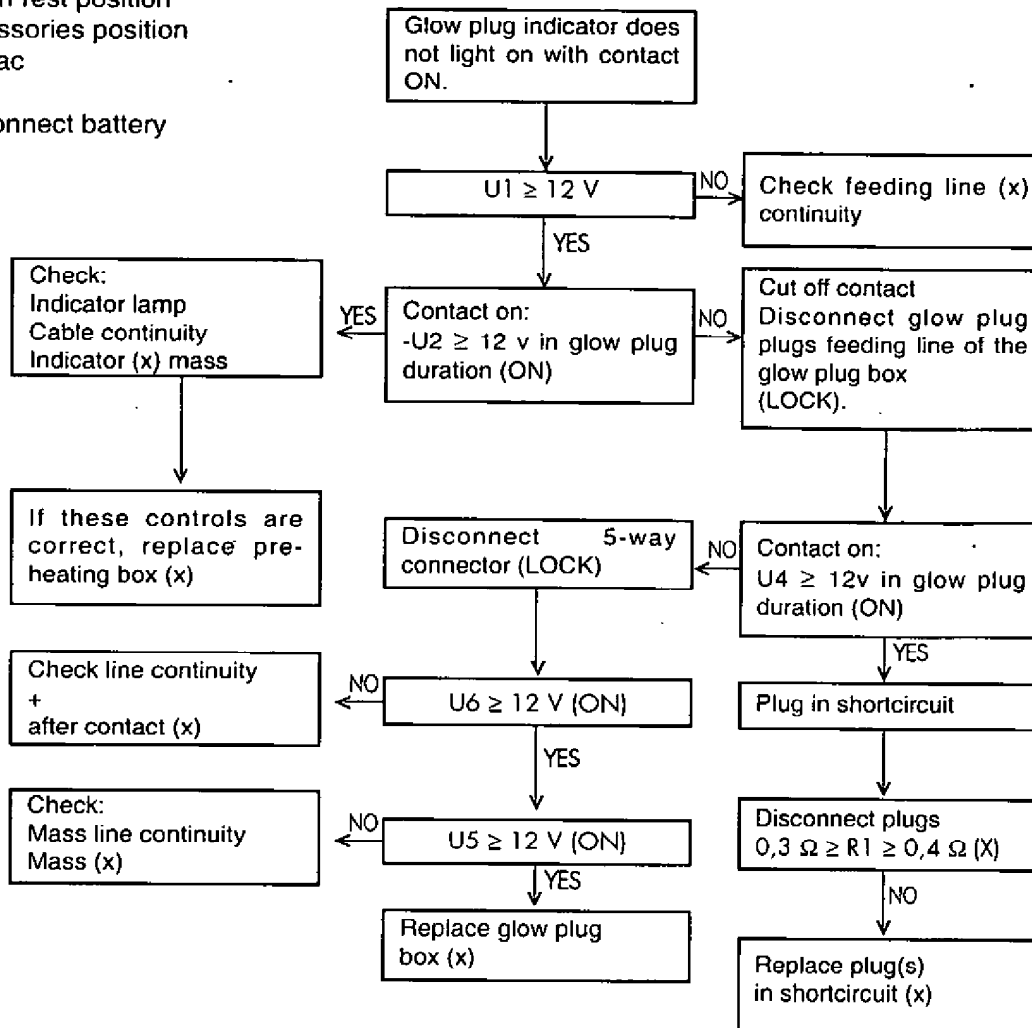 n Test position
ssories position
ac
onnect battery
Glow plug indicator does
not light on with contact
ON.
U1 ≥ 12 V
NO
Check feeding line (x)
continuity
YES
Check:
Indicator lamp
Cable continuity
Indicator (x) mass
YES
Contact on:
-U2 ≥ 12 v in glow plug
duration (ON)
NO
Cut off contact
Disconnect glow plug
plugs feeding line of the
glow plug box
(LOCK).
If these controls are
correct, replace pre-
heating box (x)
Disconnect 5-way
connector (LOCK)
NO
Contact on:
U4 ≥ 12v in glow plug
duration (ON)
YES
Check line continuity
+
after contact (x)
NO
U6 ≥ 12 V (ON)
Plug in shortcircuit
YES
Check:
Mass line continuity
Mass (x)
NO
U5 ≥ 12 V (ON)
Disconnect plugs
0,3 Ω ≥ R1 ≥ 0,4 Ω (X)
YES
NO
Replace glow plug
box (x)
Replace plug(s)
in shortcircuit (x)